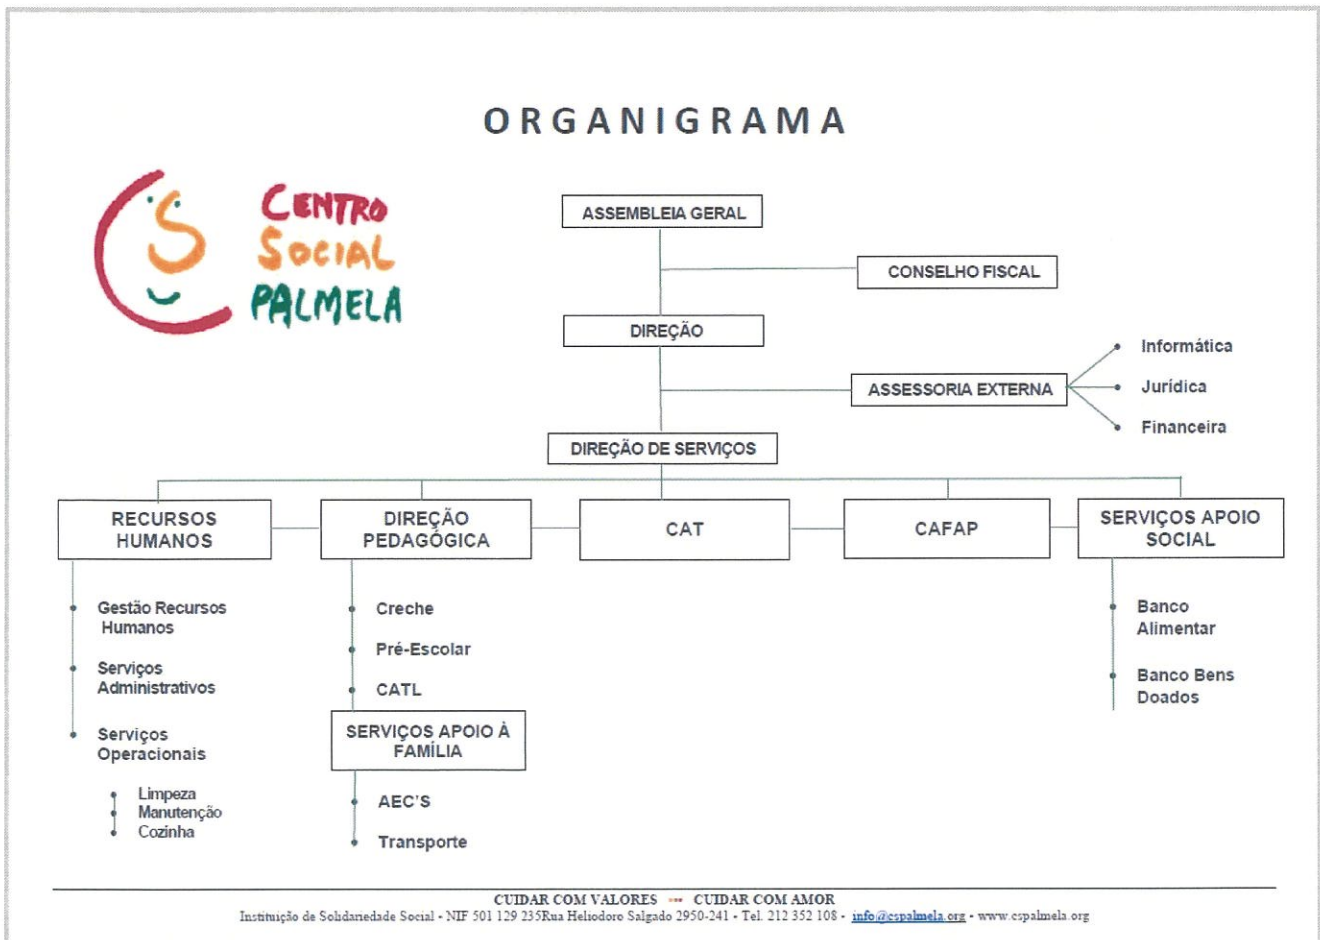 ORGANIGRAMA
CENTRO
SOCIAL
PALMELA
ASSEMBLEIA GERAL
CONSELHO FISCAL
DIREÇÃO
ASSESSORIA EXTERNA
Informática
Jurídica
Financeira
DIREÇÃO DE SERVIÇOS
RECURSOS
HUMANOS
DIREÇÃO
PEDAGÓGICA
CAT
CAFAP
SERVIÇOS APOIO
SOCIAL
Gestão Recursos
Humanos
Serviços
Administrativos
Serviços
Operacionais
Limpeza
Manutenção
Cozinha
Creche
Pré-Escolar
CATL
SERVIÇOS APOIO À
FAMÍLIA
AEC'S
Transporte
Banco
Alimentar
Banco Bens
Doados
CUIDAR COM VALORES --- CUIDAR COM AMOR
Instituição de Solidariedade Social - NIF 501 129 235Rua Heliodoro Salgado 2950-241 - Tel. 212 352 108 - info@cspalmela.org - www.cspalmela.org